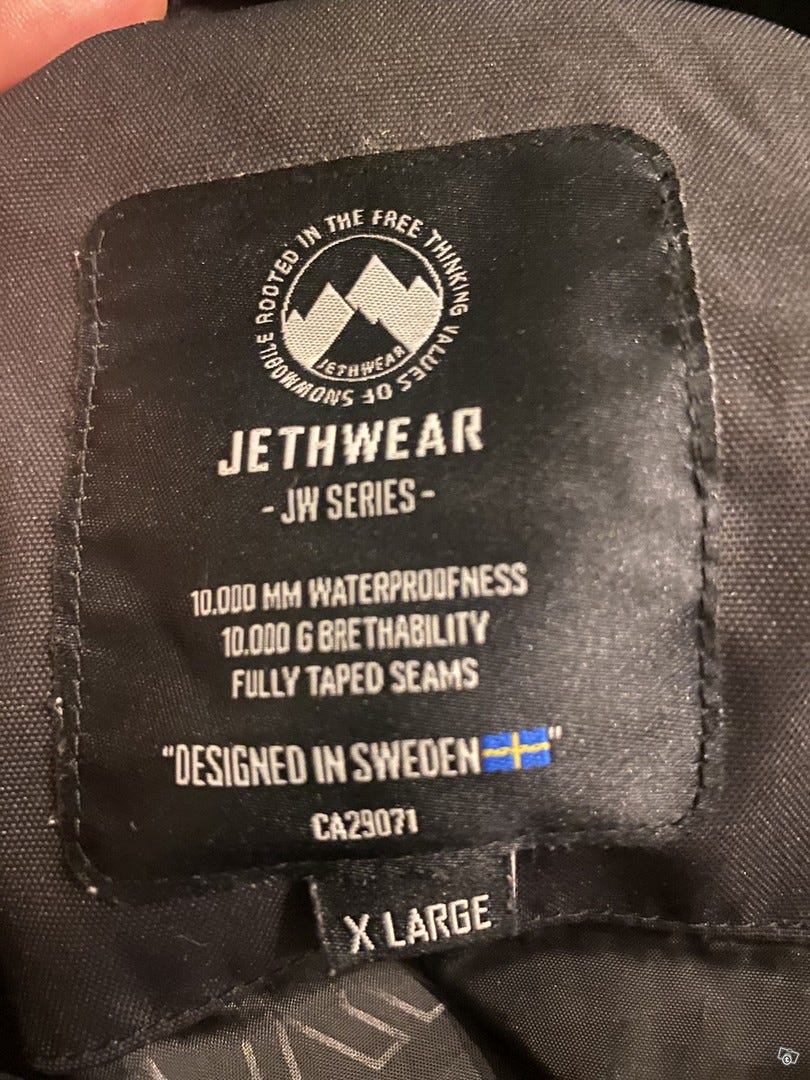 ROOTED IN THE FREE THINKING VALUES OF SNOWMOBILE
JETHWEAR
JETHWEAR
- JW SERIES -
10.000 MM WATERPROOFNESS
10.000 G BRETHABILITY
FULLY TAPED SEAMS
"DESIGNED IN SWEDEN"
CA29071
X LARGE